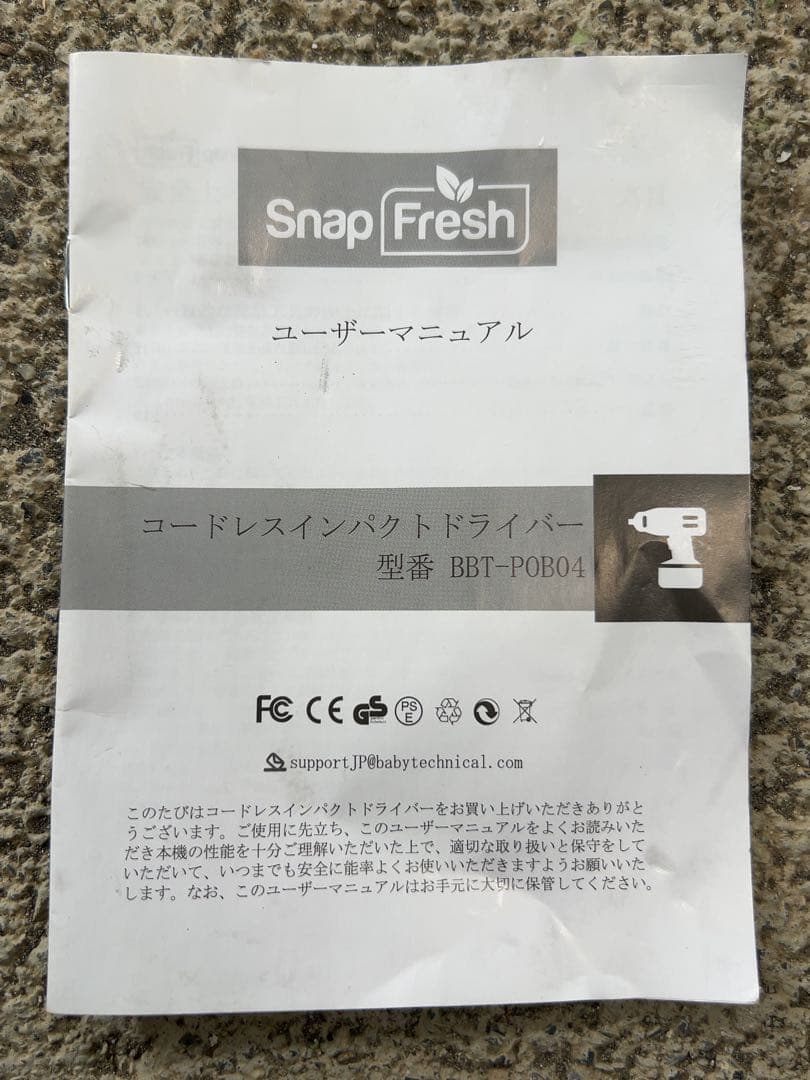 Snap Fresh
ユーザーマニュアル
コードレスインパクトドライバー
型番 BBT-POB04
FC CE GS PSE
supportJP@babytechnical.com
このたびはコードレスインパクトドライバーをお買い上げいただきありがと
うございます。ご使用に先立ち、このユーザーマニュアルをよくお読みいた
だき本機の性能を十分ご理解いただいた上で、適切な取り扱いと保守をして
いただいて、いつまでも安全に能率よくお使いいただきますようお願いいた
します。なお、このユーザーマニュアルはお手元に大切に保管してください。